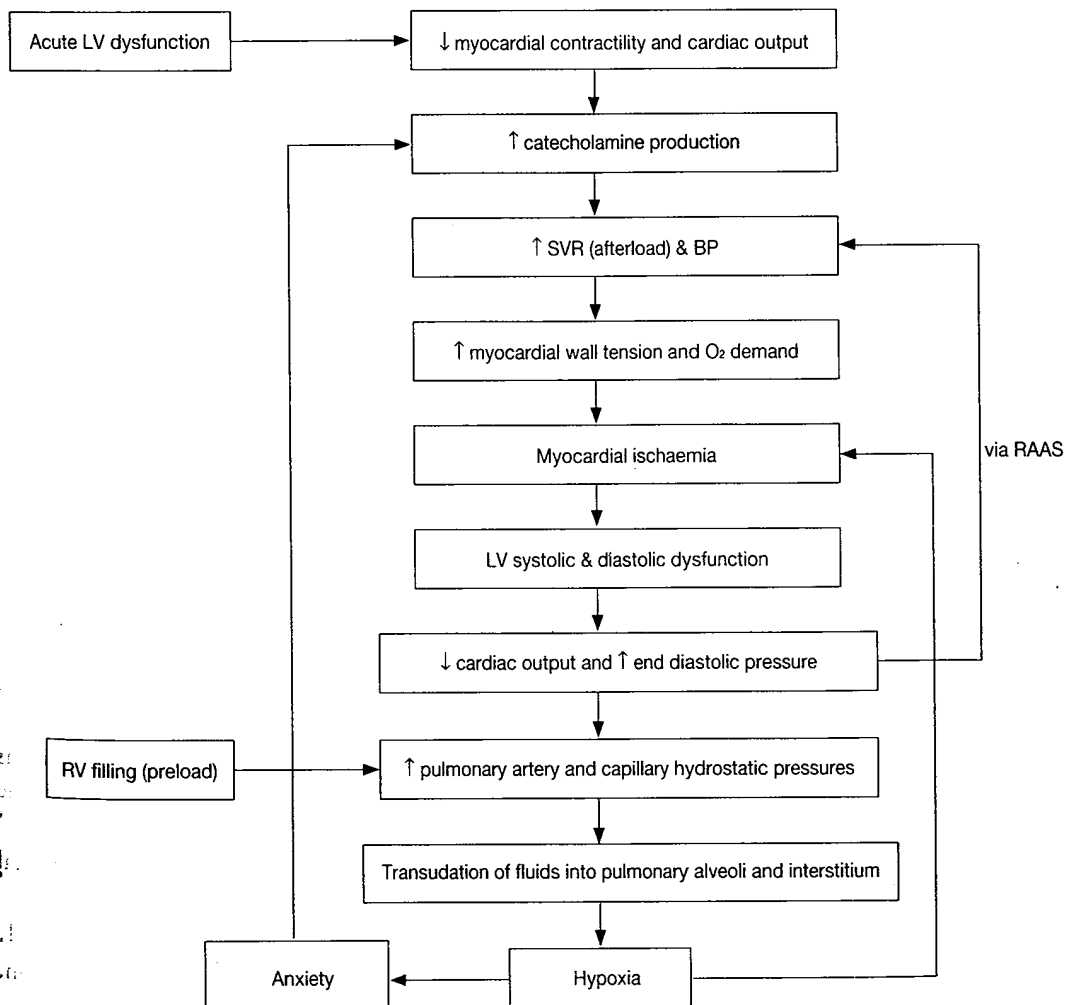 Acute LV dysfunction
↓ myocardial contractility and cardiac output
↑ catecholamine production
↑ SVR (afterload) & BP
↑ myocardial wall tension and O₂ demand
Myocardial ischaemia
via RAAS
LV systolic & diastolic dysfunction
↓ cardiac output and ↑ end diastolic pressure
RV filling (preload)
↑ pulmonary artery and capillary hydrostatic pressures
Transudation of fluids into pulmonary alveoli and interstitium
Anxiety
Hypoxia